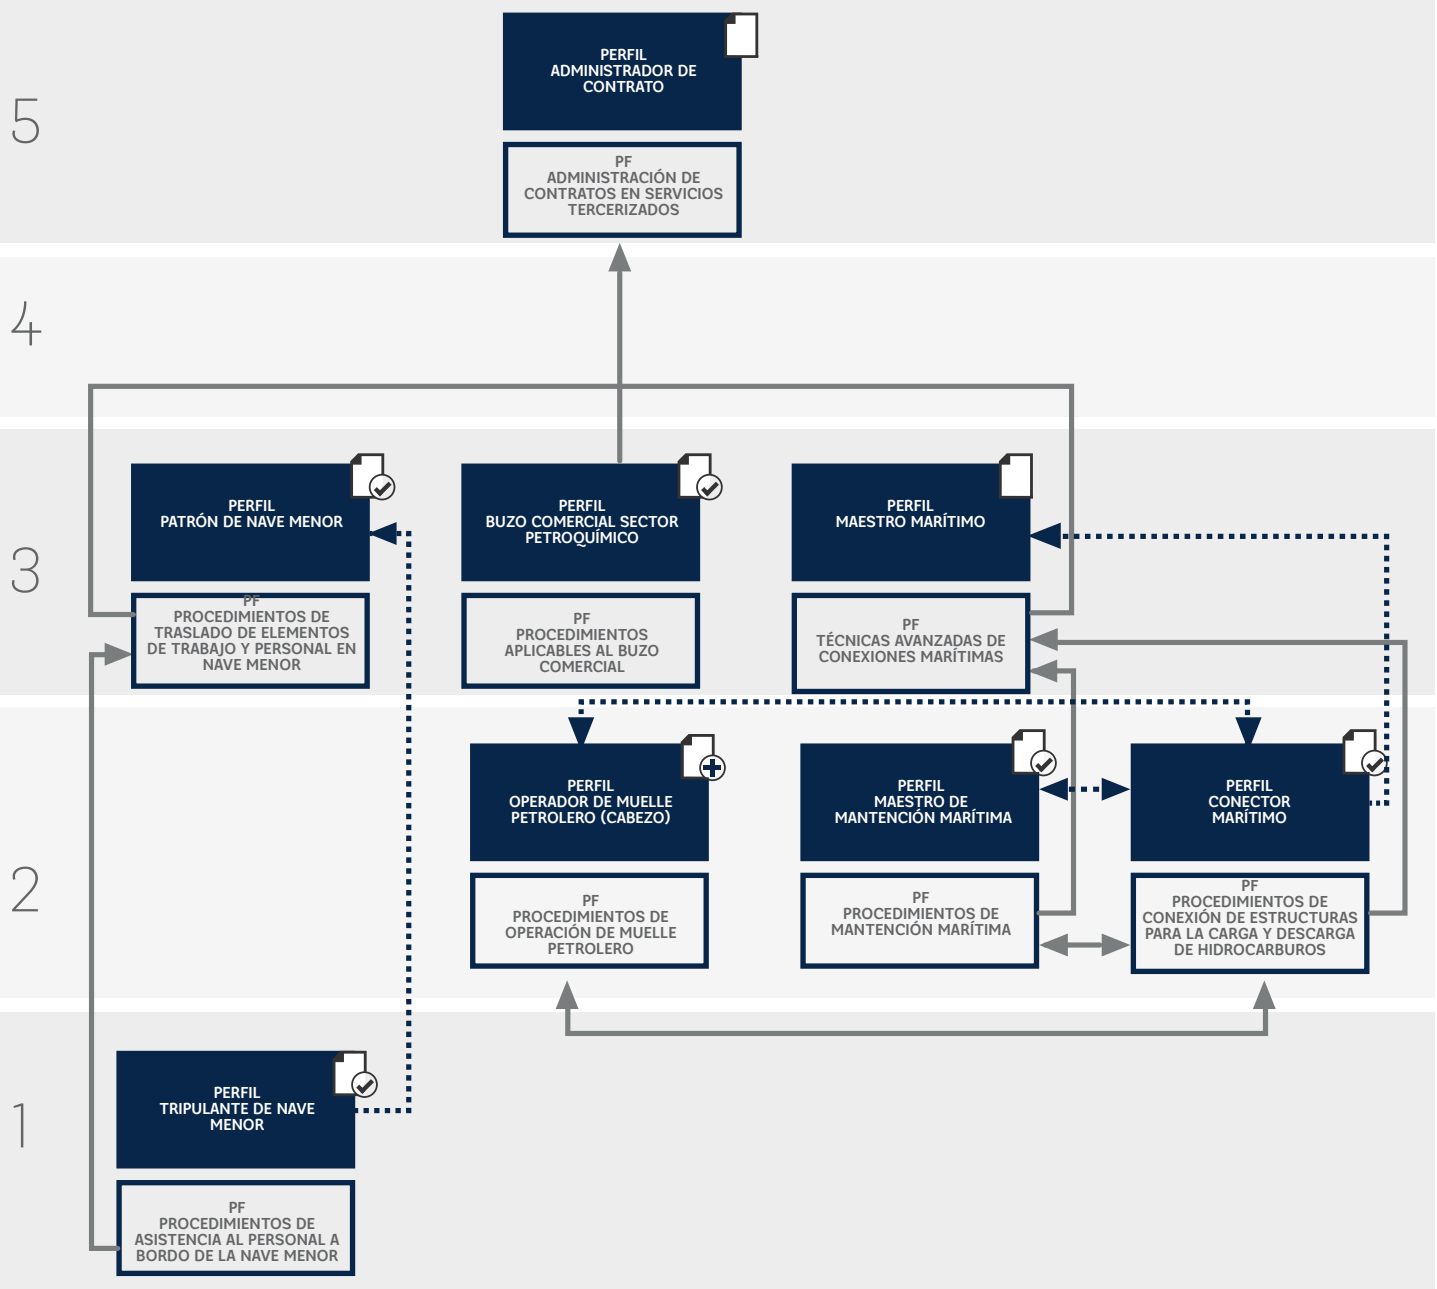 5
PERFIL
ADMINISTRADOR DE
CONTRATO
PF
ADMINISTRACIÓN DE
CONTRATOS EN SERVICIOS
TERCERIZADOS
4
3
PERFIL
PATRÓN DE NAVE MENOR
PF
PROCEDIMIENTOS DE
TRASLADO DE ELEMENTOS
DE TRABAJO Y PERSONAL EN
NAVE MENOR
PERFIL
BUZO COMERCIAL SECTOR
PETROQUÍMICO
PF
PROCEDIMIENTOS
APLICABLES AL BUZO
COMERCIAL
PERFIL
MAESTRO MARÍTIMO
PF
TÉCNICAS AVANZADAS DE
CONEXIONES MARÍTIMAS
2
PERFIL
OPERADOR DE MUELLE
PETROLERO (CABEZO)
PF
PROCEDIMIENTOS DE
OPERACIÓN DE MUELLE
PETROLERO
PERFIL
MAESTRO DE
MANTENCIÓN MARÍTIMA
PF
PROCEDIMIENTOS DE
MANTENCIÓN MARÍTIMA
PERFIL
CONECTOR
MARÍTIMO
PF
PROCEDIMIENTOS DE
CONEXIÓN DE ESTRUCTURAS
PARA LA CARGA Y DESCARGA
DE HIDROCARBUROS
1
PERFIL
TRIPULANTE DE NAVE
MENOR
PF
PROCEDIMIENTOS DE
ASISTENCIA AL PERSONAL A
BORDO DE LA NAVE MENOR